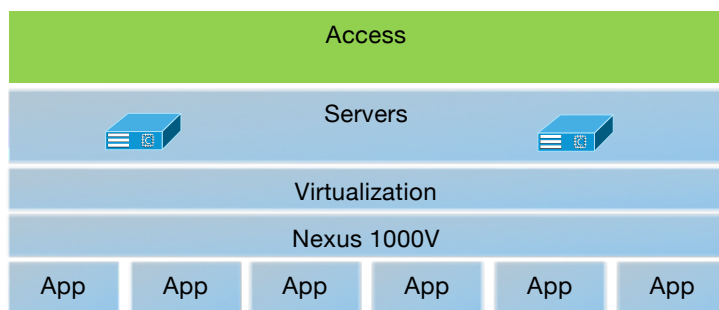 Access
Servers
Virtualization
Nexus 1000V
App App App App App App